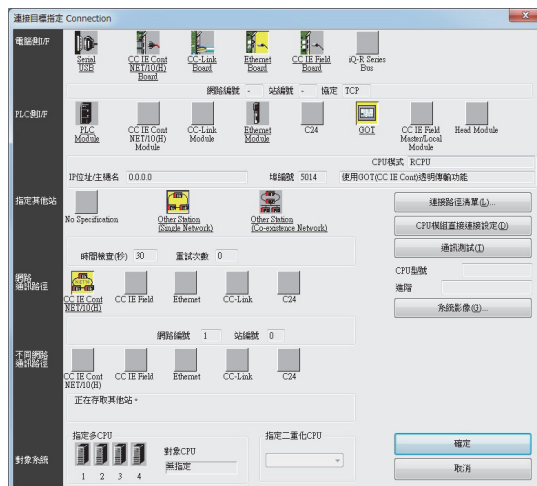 連接目標指定 Connection
電腦側I/F
Serial USB
CC IE Cont NET/10(H) Board
CC-Link Board
Ethernet Board
CC IE Field Board
iQ-R Series Bus
網路編號 - 站編號 - 協定 TCP
PLC側I/F
PLC Module
CC IE Cont NET/10(H) Module
CC-Link Module
Ethernet Module
C24
GOT
CC IE Field Master/Local Module
Head Module
CPU模式 RCPU
IP位址/主機名 0.0.0.0 埠編號 5014 使用GOT(CC IE Cont)透明傳輸功能
指定其他站
No Specification
Other Station (Single Network)
Other Station (Co-existence Network)
連接路徑清單(L)...
CPU模組直接連接設定(D)
時間檢查(秒) 30 重試次數 0
通訊測試(T)
網路
通訊路徑
CC IE Cont NET/10(H)
CC IE Field
Ethernet
CC-Link
C24
CPU型號
進階
系統影像(G)...
網路編號 1 站編號 0
不同網路
通訊路徑
CC IE Cont NET/10(H)
CC IE Field
Ethernet
CC-Link
C24
正在存取其他站。
對象系統
指定多CPU
1 2 3 4
對象CPU
無指定
指定二重化CPU
確定
取消